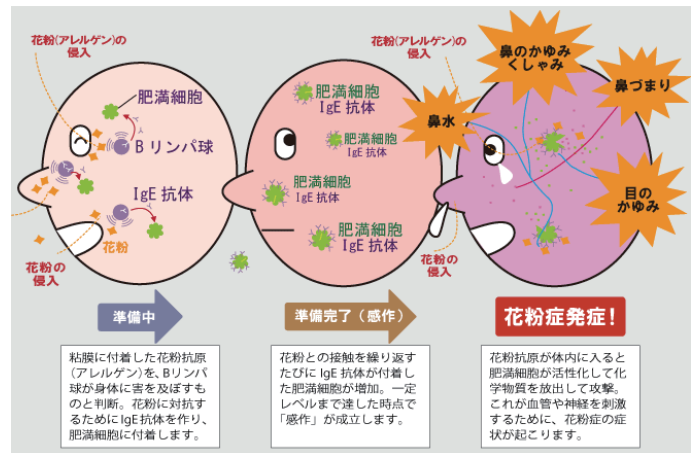 花粉(アレルゲン)の
侵入
肥満細胞
Bリンパ球
IgE 抗体
花粉
花粉の
侵入
肥満細胞
IgE 抗体
肥満細胞
IgE 抗体
肥満細胞
IgE 抗体
肥満細胞
IgE 抗体
花粉(アレルゲン)の
侵入
鼻のかゆみ
くしゃみ
鼻づまり
鼻水
目の
かゆみ
花粉の
侵入
準備中
準備完了(感作)
花粉症発症!
粘膜に付着した花粉抗原
(アレルゲン)を、Bリンパ
球が身体に害を及ぼすも
のと判断。花粉に対抗す
るためにIgE抗体を作り、
肥満細胞に付着します。
花粉との接触を繰り返す
たびに IgE 抗体が付着し
た肥満細胞が増加。一定
レベルまで達した時点で
「感作」が成立します。
花粉抗原が体内に入ると
肥満細胞が活性化して化
学物質を放出して攻撃。
これが血管や神経を刺激
するために、花粉症の症
状が起こります。